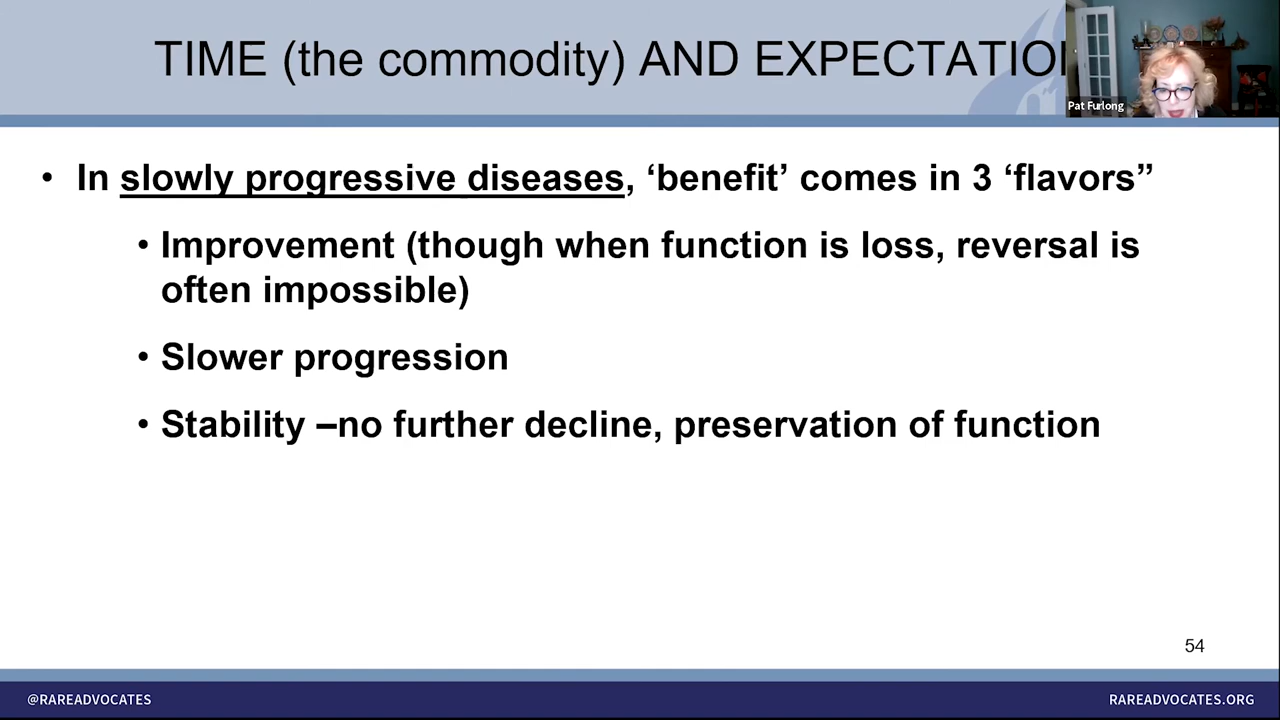 TIME (the commodity) AND EXPECTATION
Pat Furlong
• In slowly progressive diseases, ‘benefit’ comes in 3 ‘flavors”
• Improvement (though when function is loss, reversal is
often impossible)
• Slower progression
• Stability –no further decline, preservation of function
54
@RAREADVOCATES
RAREADVOCATES.ORG